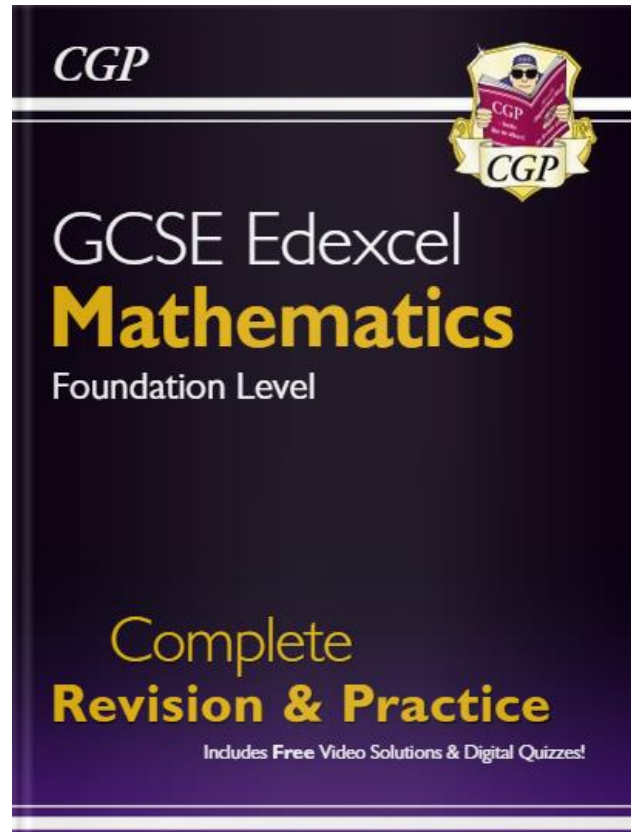 CGP
CGP
CGP
GCSE Edexcel
Mathematics
Foundation Level
Complete
Revision & Practice
Includes Free Video Solutions & Digital Quizzes!